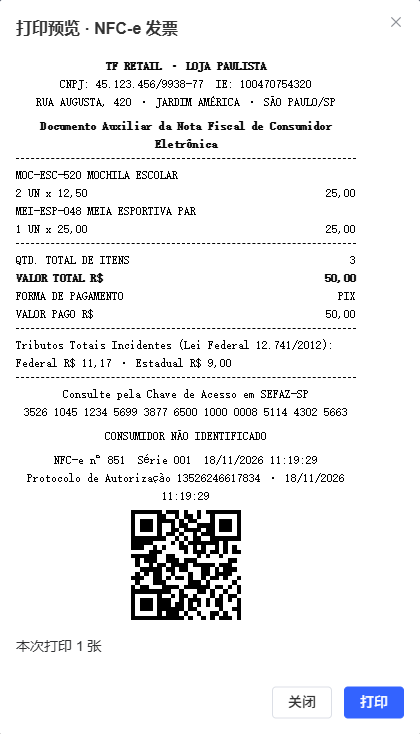 打印预览 · NFC-e 发票
TF RETAIL · LOJA PAULISTA
CNPJ: 45.123.456/9938-77 IE: 100470754320
RUA AUGUSTA, 420 · JARDIM AMÉRICA · SÃO PAULO/SP
Documento Auxiliar da Nota Fiscal de Consumidor
Eletrônica
MOC-ESC-520 MOCHILA ESCOLAR
2 UN x 12,50 25,00
MEI-ESP-048 MEIA ESPORTIVA PAR
1 UN x 25,00 25,00
QTD. TOTAL DE ITENS 3
VALOR TOTAL R$ 50,00
FORMA DE PAGAMENTO PIX
VALOR PAGO R$ 50,00
Tributos Totais Incidentes (Lei Federal 12.741/2012):
Federal R$ 11,17 · Estadual R$ 9,00
Consulte pela Chave de Acesso em SEFAZ-SP
3526 1045 1234 5699 3877 6500 1000 0008 5114 4302 5663
CONSUMIDOR NÃO IDENTIFICADO
NFC-e nº 851 Série 001 18/11/2026 11:19:29
Protocolo de Autorização 13526246617834 · 18/11/2026
11:19:29
本次打印 1 张
关闭 打印